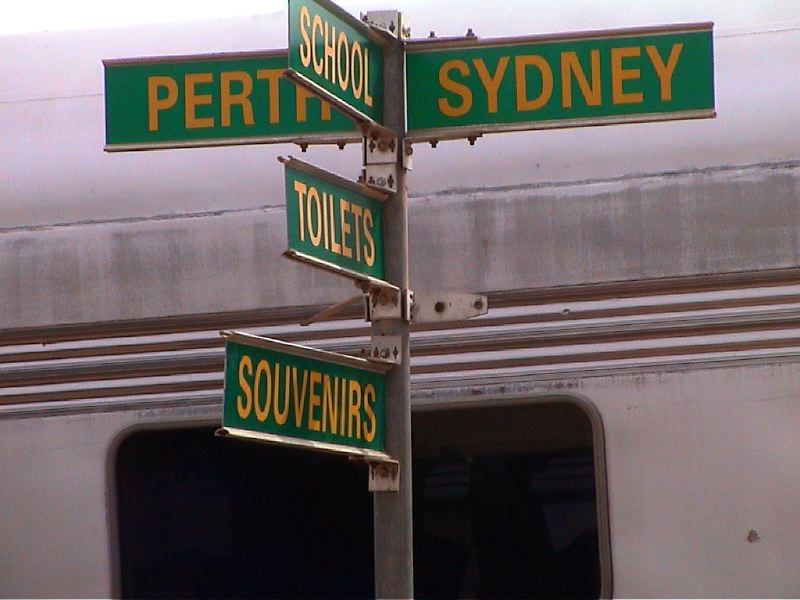 SCHOOL
PERTH
SYDNEY
TOILETS
SOUVENIRS